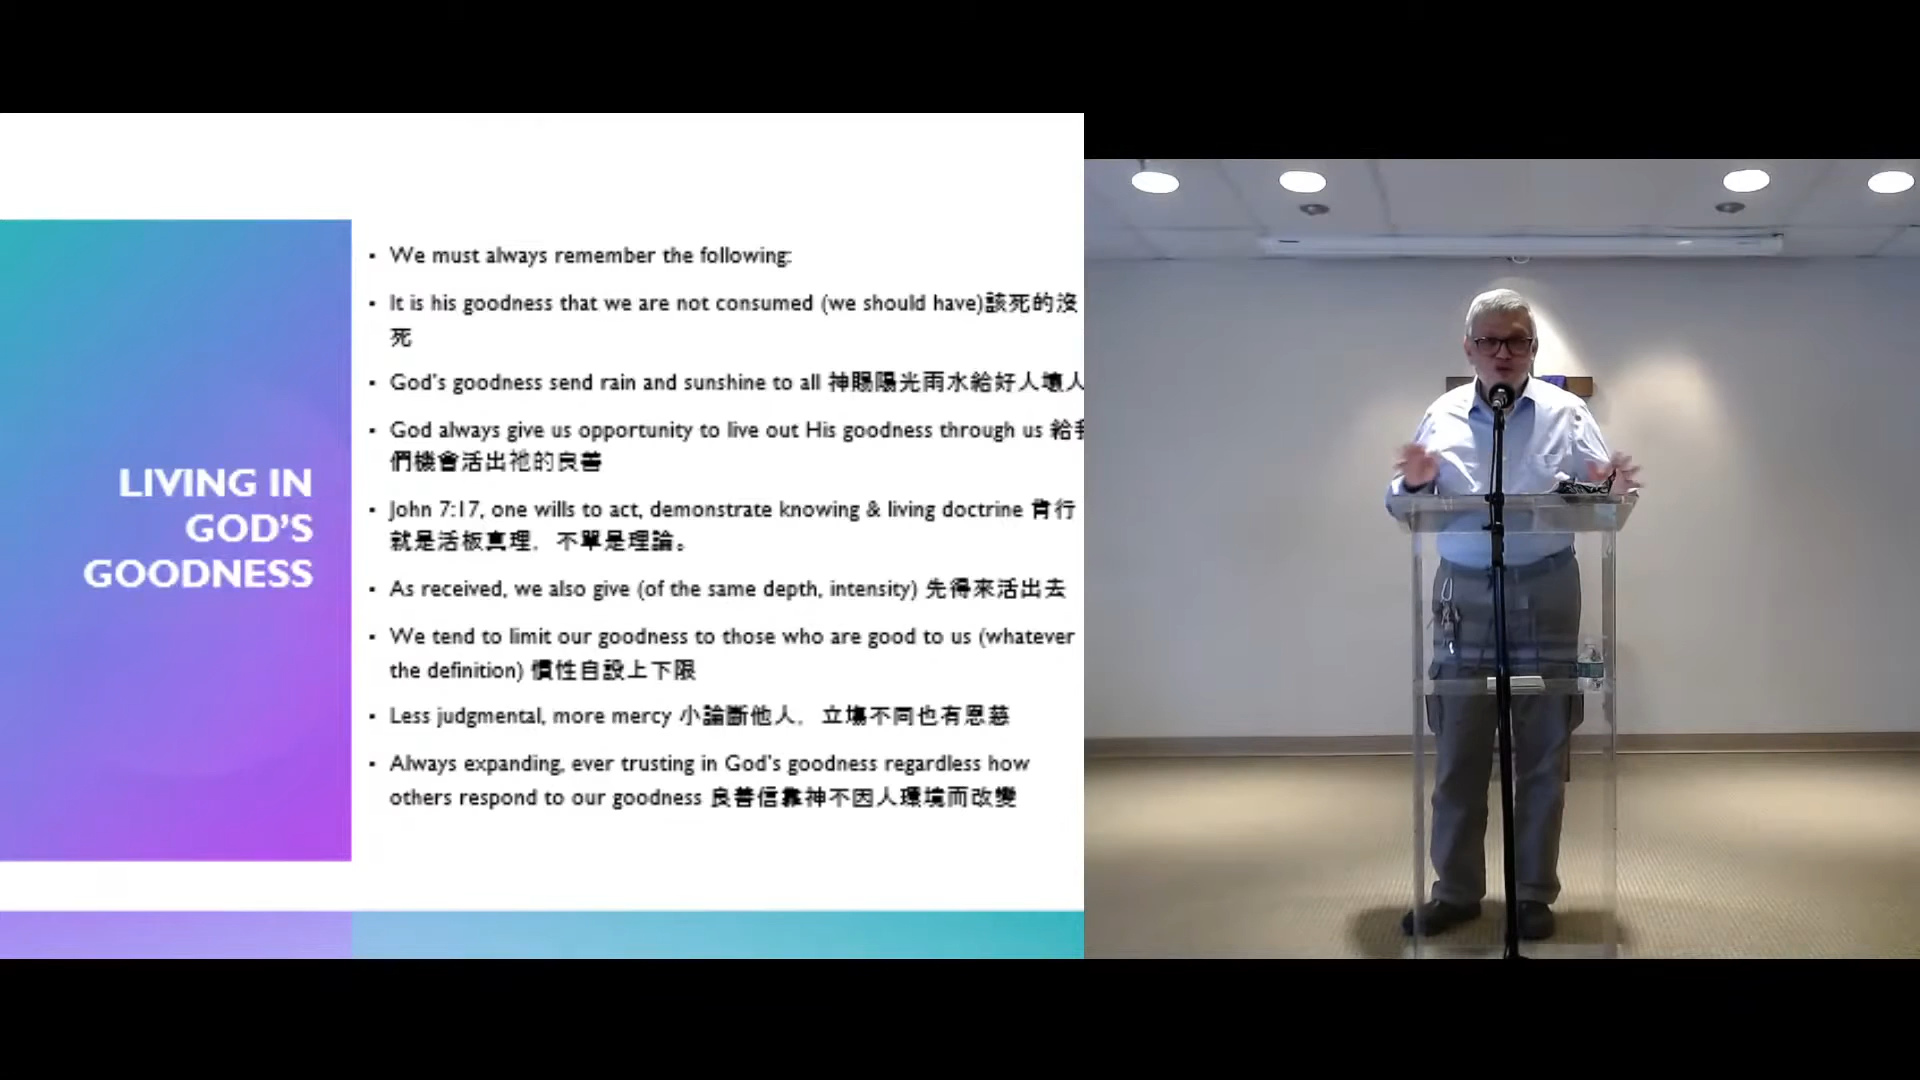 LIVING IN
GOD'S
GOODNESS
▪ We must always remember the following:
▪ It is his goodness that we are not consumed (we should have)該死的沒
死
▪ God's goodness send rain and sunshine to all 神賜陽光雨水給好人壞人
▪ God always give us opportunity to live out His goodness through us 給我
們機會活出祂的良善
▪ John 7:17, one wills to act, demonstrate knowing & living doctrine 肯行
就是活板真理，不單是理論。
▪ As received, we also give (of the same depth, intensity) 先得來活出去
▪ We tend to limit our goodness to those who are good to us (whatever
the definition) 慣性自設上下限
▪ Less judgmental, more mercy 小論斷他人，立場不同也有恩慈
▪ Always expanding, ever trusting in God's goodness regardless how
others respond to our goodness 良善信靠神不因人環境而改變